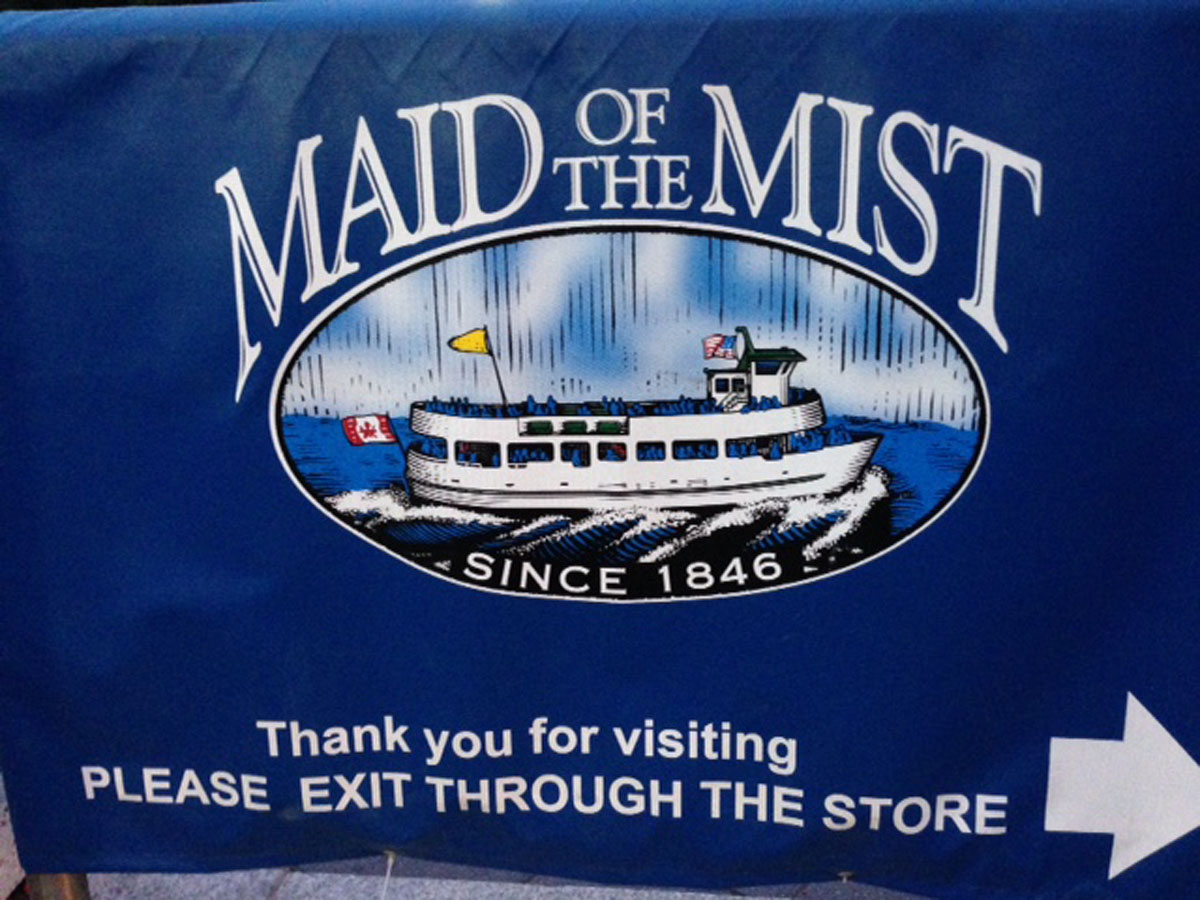 MAID OF THE MIST
SINCE 1846
Thank you for visiting
PLEASE EXIT THROUGH THE STORE